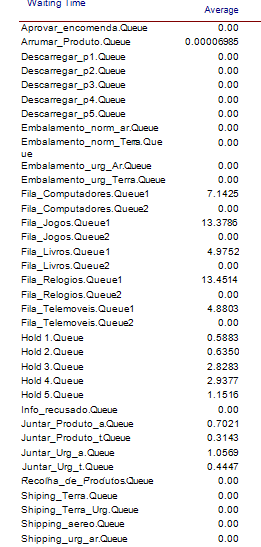 Waiting Time
Average
Aprovar_encomenda.Queue 0.00
Arrumar_Produto.Queue 0.00006985
Descarregar_p1.Queue 0.00
Descarregar_p2.Queue 0.00
Descarregar_p3.Queue 0.00
Descarregar_p4.Queue 0.00
Descarregar_p5.Queue 0.00
Embalamento_norm_ar.Queue 0.00
Embalamento_norm_Terra.Que 0.00
ue
Embalamento_urg_Ar.Queue 0.00
Embalamento_urg_Terra.Queue 0.00
Fila_Computadores.Queue1 7.1425
Fila_Computadores.Queue2 0.00
Fila_Jogos.Queue1 13.3786
Fila_Jogos.Queue2 0.00
Fila_Livros.Queue1 4.9752
Fila_Livros.Queue2 0.00
Fila_Relogios.Queue1 13.4514
Fila_Relogios.Queue2 0.00
Fila_Telemoveis.Queue1 4.8803
Fila_Telemoveis.Queue2 0.00
Hold 1.Queue 0.5883
Hold 2.Queue 0.6350
Hold 3.Queue 2.8283
Hold 4.Queue 2.9377
Hold 5.Queue 1.1516
Info_recusado.Queue 0.00
Juntar_Produto_a.Queue 0.7021
Juntar_Produto_t.Queue 0.3143
Juntar_Urg_a.Queue 1.0569
Juntar_Urg_t.Queue 0.4447
Recolha_de_Produtos.Queue 0.00
Shiping_Terra.Queue 0.00
Shiping_Terra_Urg.Queue 0.00
Shipping_aereo.Queue 0.00
Shipping_urg_ar.Queue 0.00